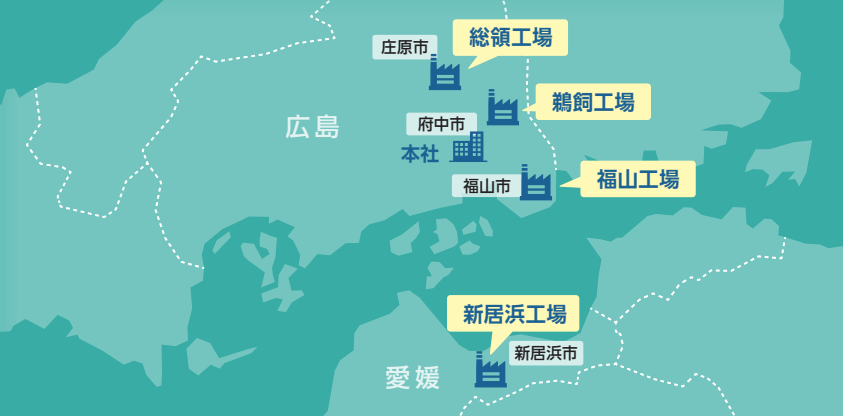 庄原市
総領工場
鵜飼工場
広島
府中市
本社
福山市
福山工場
新居浜工場
新居浜市
愛媛